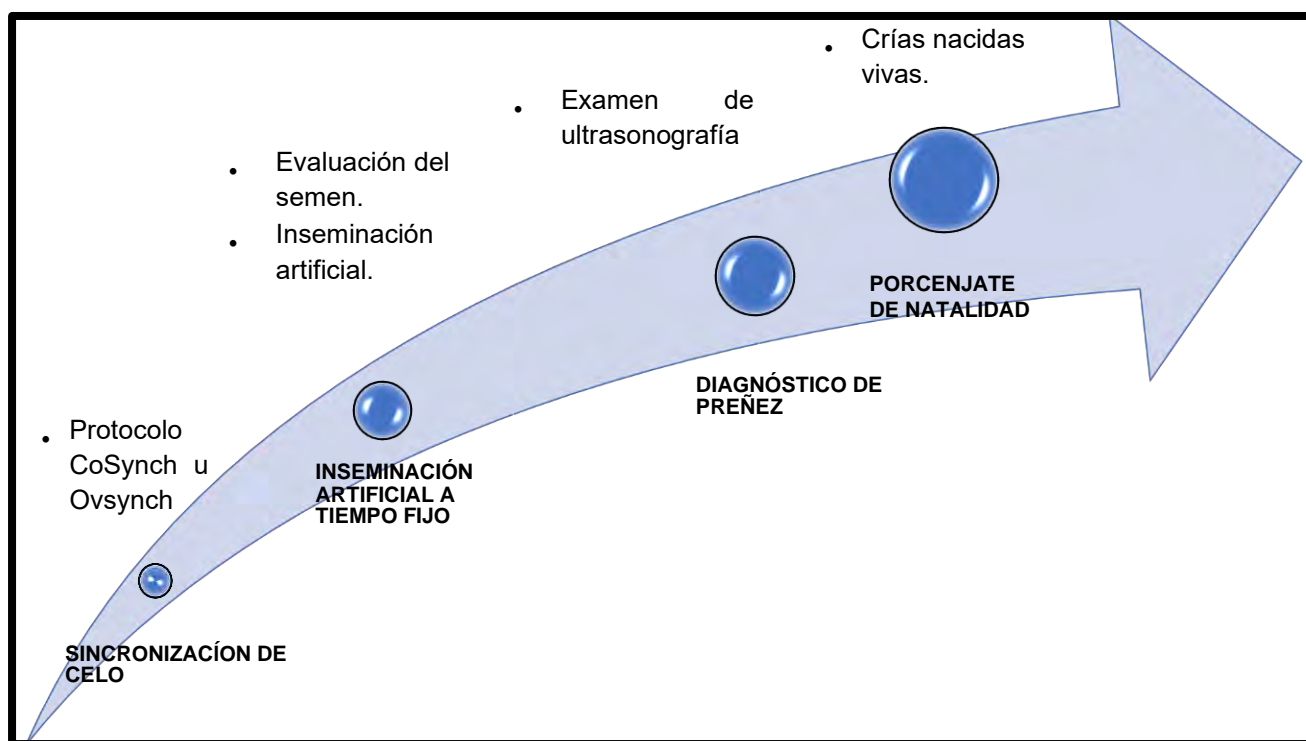 • Protocolo
CoSynch u
Ovsynch
SINCRONIZACÍON DE
CELO
• Evaluación del
semen.
• Inseminación
artificial.
INSEMINACIÓN
ARTIFICIAL A
TIEMPO FIJO
• Examen de
ultrasonografía
DIAGNÓSTICO DE
PREÑEZ
• Crías nacidas
vivas.
PORCENJATE
DE NATALIDAD